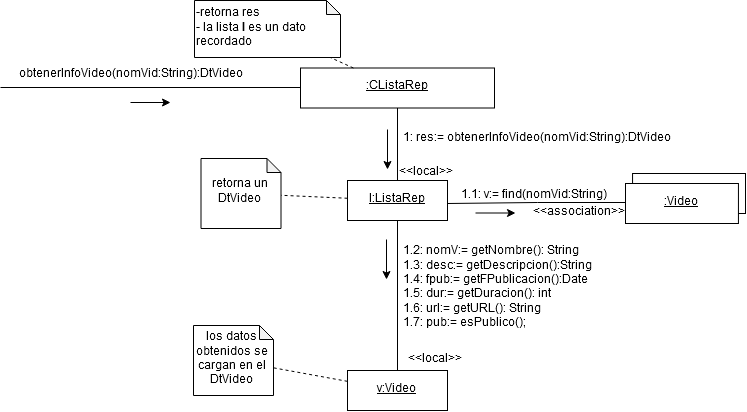 -retorna res
- la lista l es un dato
recordado
obtenerInfoVideo(nomVid:String):DtVideo
:CListaRep
1: res:= obtenerInfoVideo(nomVid:String):DtVideo
<<local>>
retorna un
DtVideo
l:ListaRep
1.1: v:= find(nomVid:String)
<<association>>
:Video
1.2: nomV:= getNombre(): String
1.3: desc:= getDescripcion():String
1.4: fpub:= getFPublicacion():Date
1.5: dur:= getDuracion(): int
1.6: url:= getURL(): String
1.7: pub:= esPublico();
los datos
obtenidos se
cargan en el
DtVideo
<<local>>
v:Video